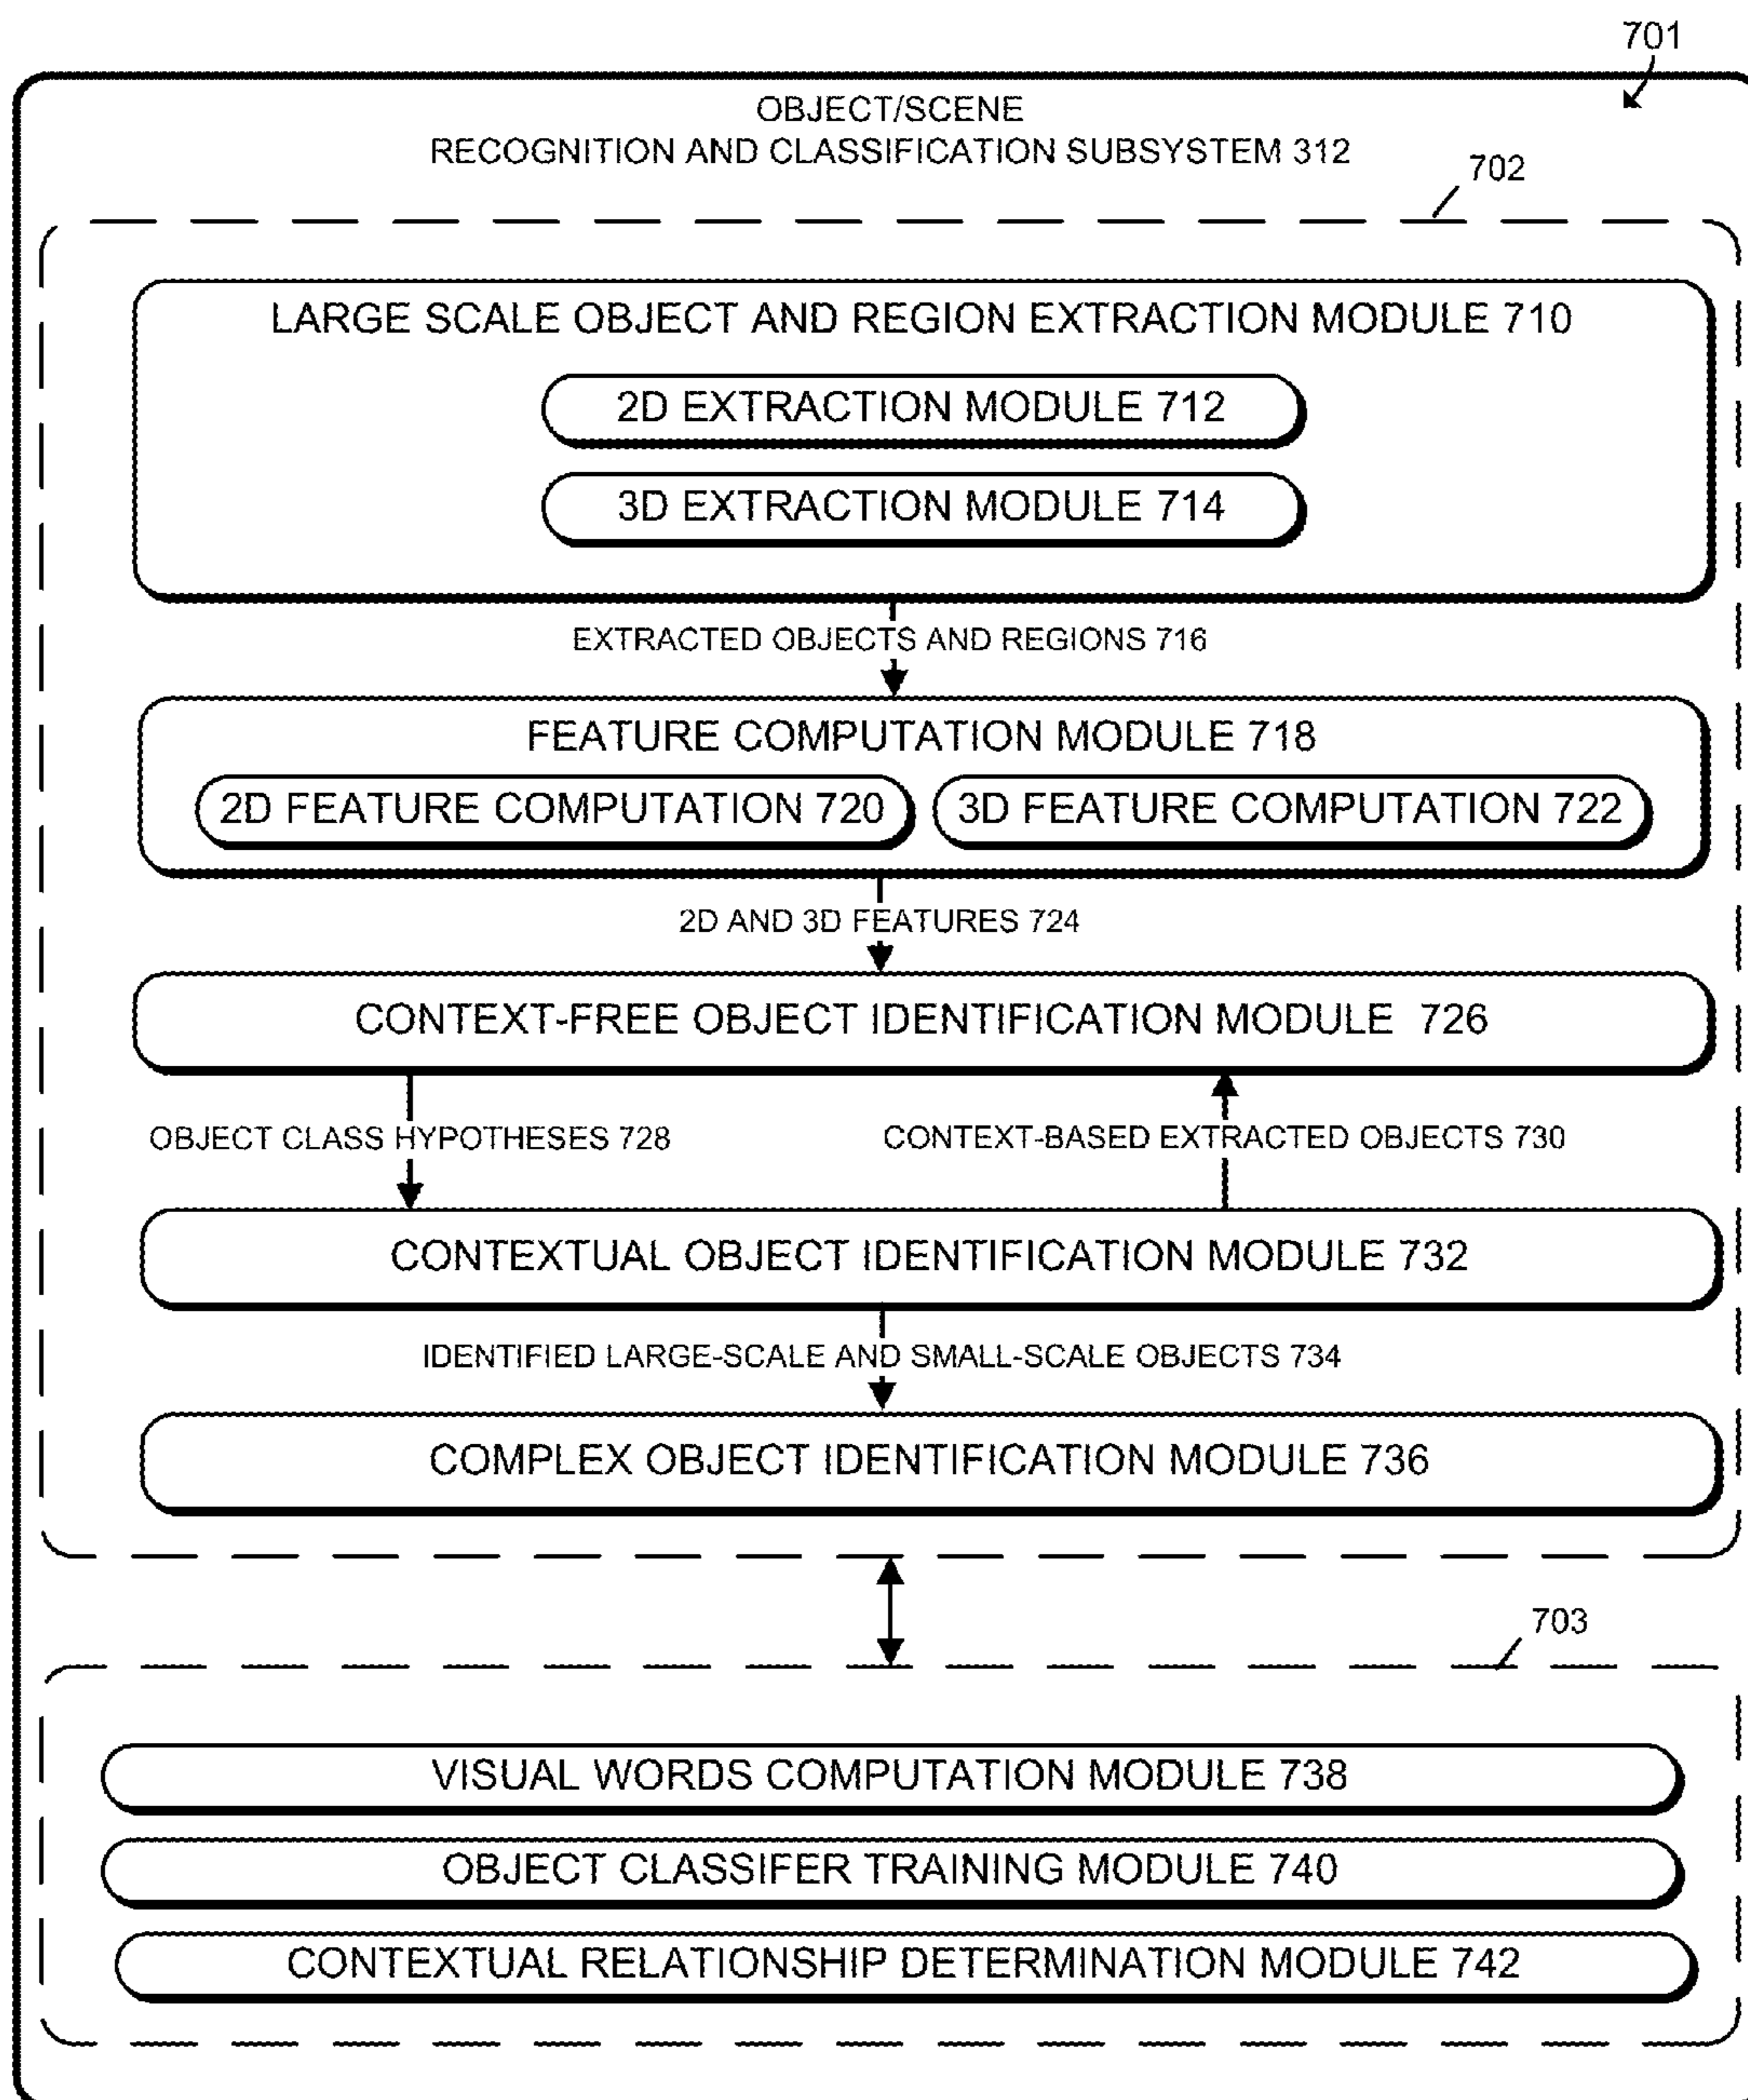 701
OBJECT/SCENE
RECOGNITION AND CLASSIFICATION SUBSYSTEM 312
702
LARGE SCALE OBJECT AND REGION EXTRACTION MODULE 710
2D EXTRACTION MODULE 712
3D EXTRACTION MODULE 714
EXTRACTED OBJECTS AND REGIONS 716
FEATURE COMPUTATION MODULE 718
2D FEATURE COMPUTATION 720
3D FEATURE COMPUTATION 722
2D AND 3D FEATURES 724
CONTEXT-FREE OBJECT IDENTIFICATION MODULE 726
OBJECT CLASS HYPOTHESES 728
CONTEXT-BASED EXTRACTED OBJECTS 730
CONTEXTUAL OBJECT IDENTIFICATION MODULE 732
IDENTIFIED LARGE-SCALE AND SMALL-SCALE OBJECTS 734
COMPLEX OBJECT IDENTIFICATION MODULE 736
703
VISUAL WORDS COMPUTATION MODULE 738
OBJECT CLASSIFER TRAINING MODULE 740
CONTEXTUAL RELATIONSHIP DETERMINATION MODULE 742